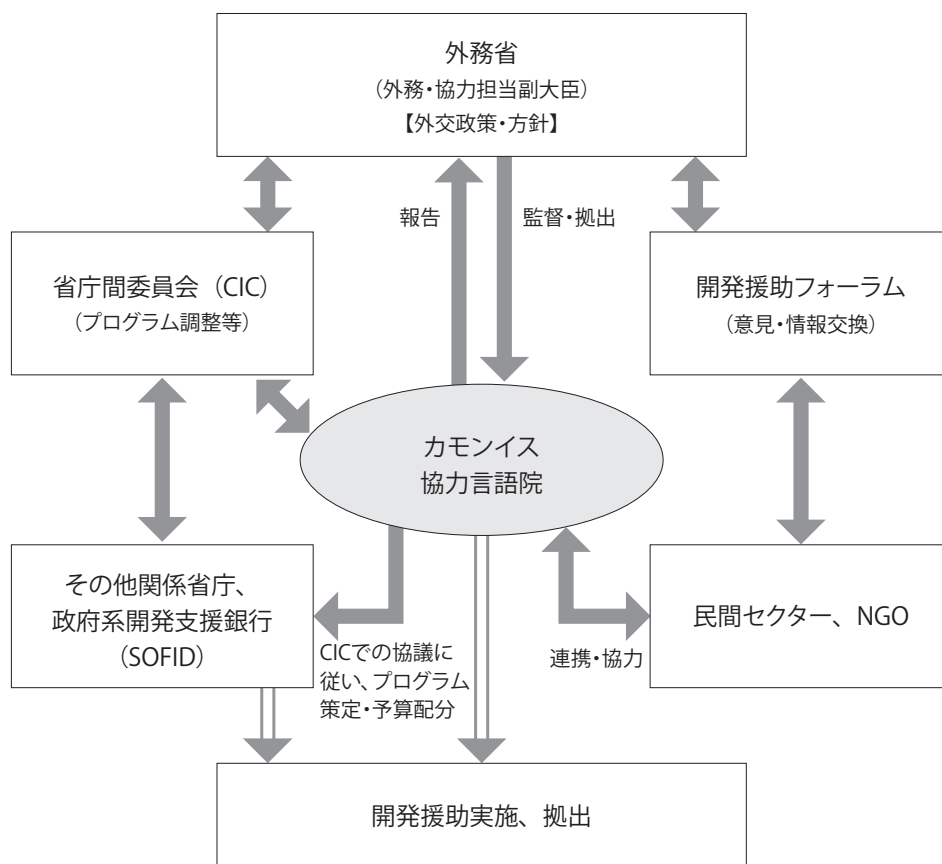 外務省
（外務・協力担当副大臣）
【外交政策・方針】
報告
監督・拠出
省庁間委員会（CIC）
（プログラム調整等）
開発援助フォーラム
（意見・情報交換）
カモンイス
協力言語院
その他関係省庁、
政府系開発支援銀行
（SOFID）
民間セクター、NGO
CICでの協議に
従い、プログラム
策定・予算配分
連携・協力
開発援助実施、拠出